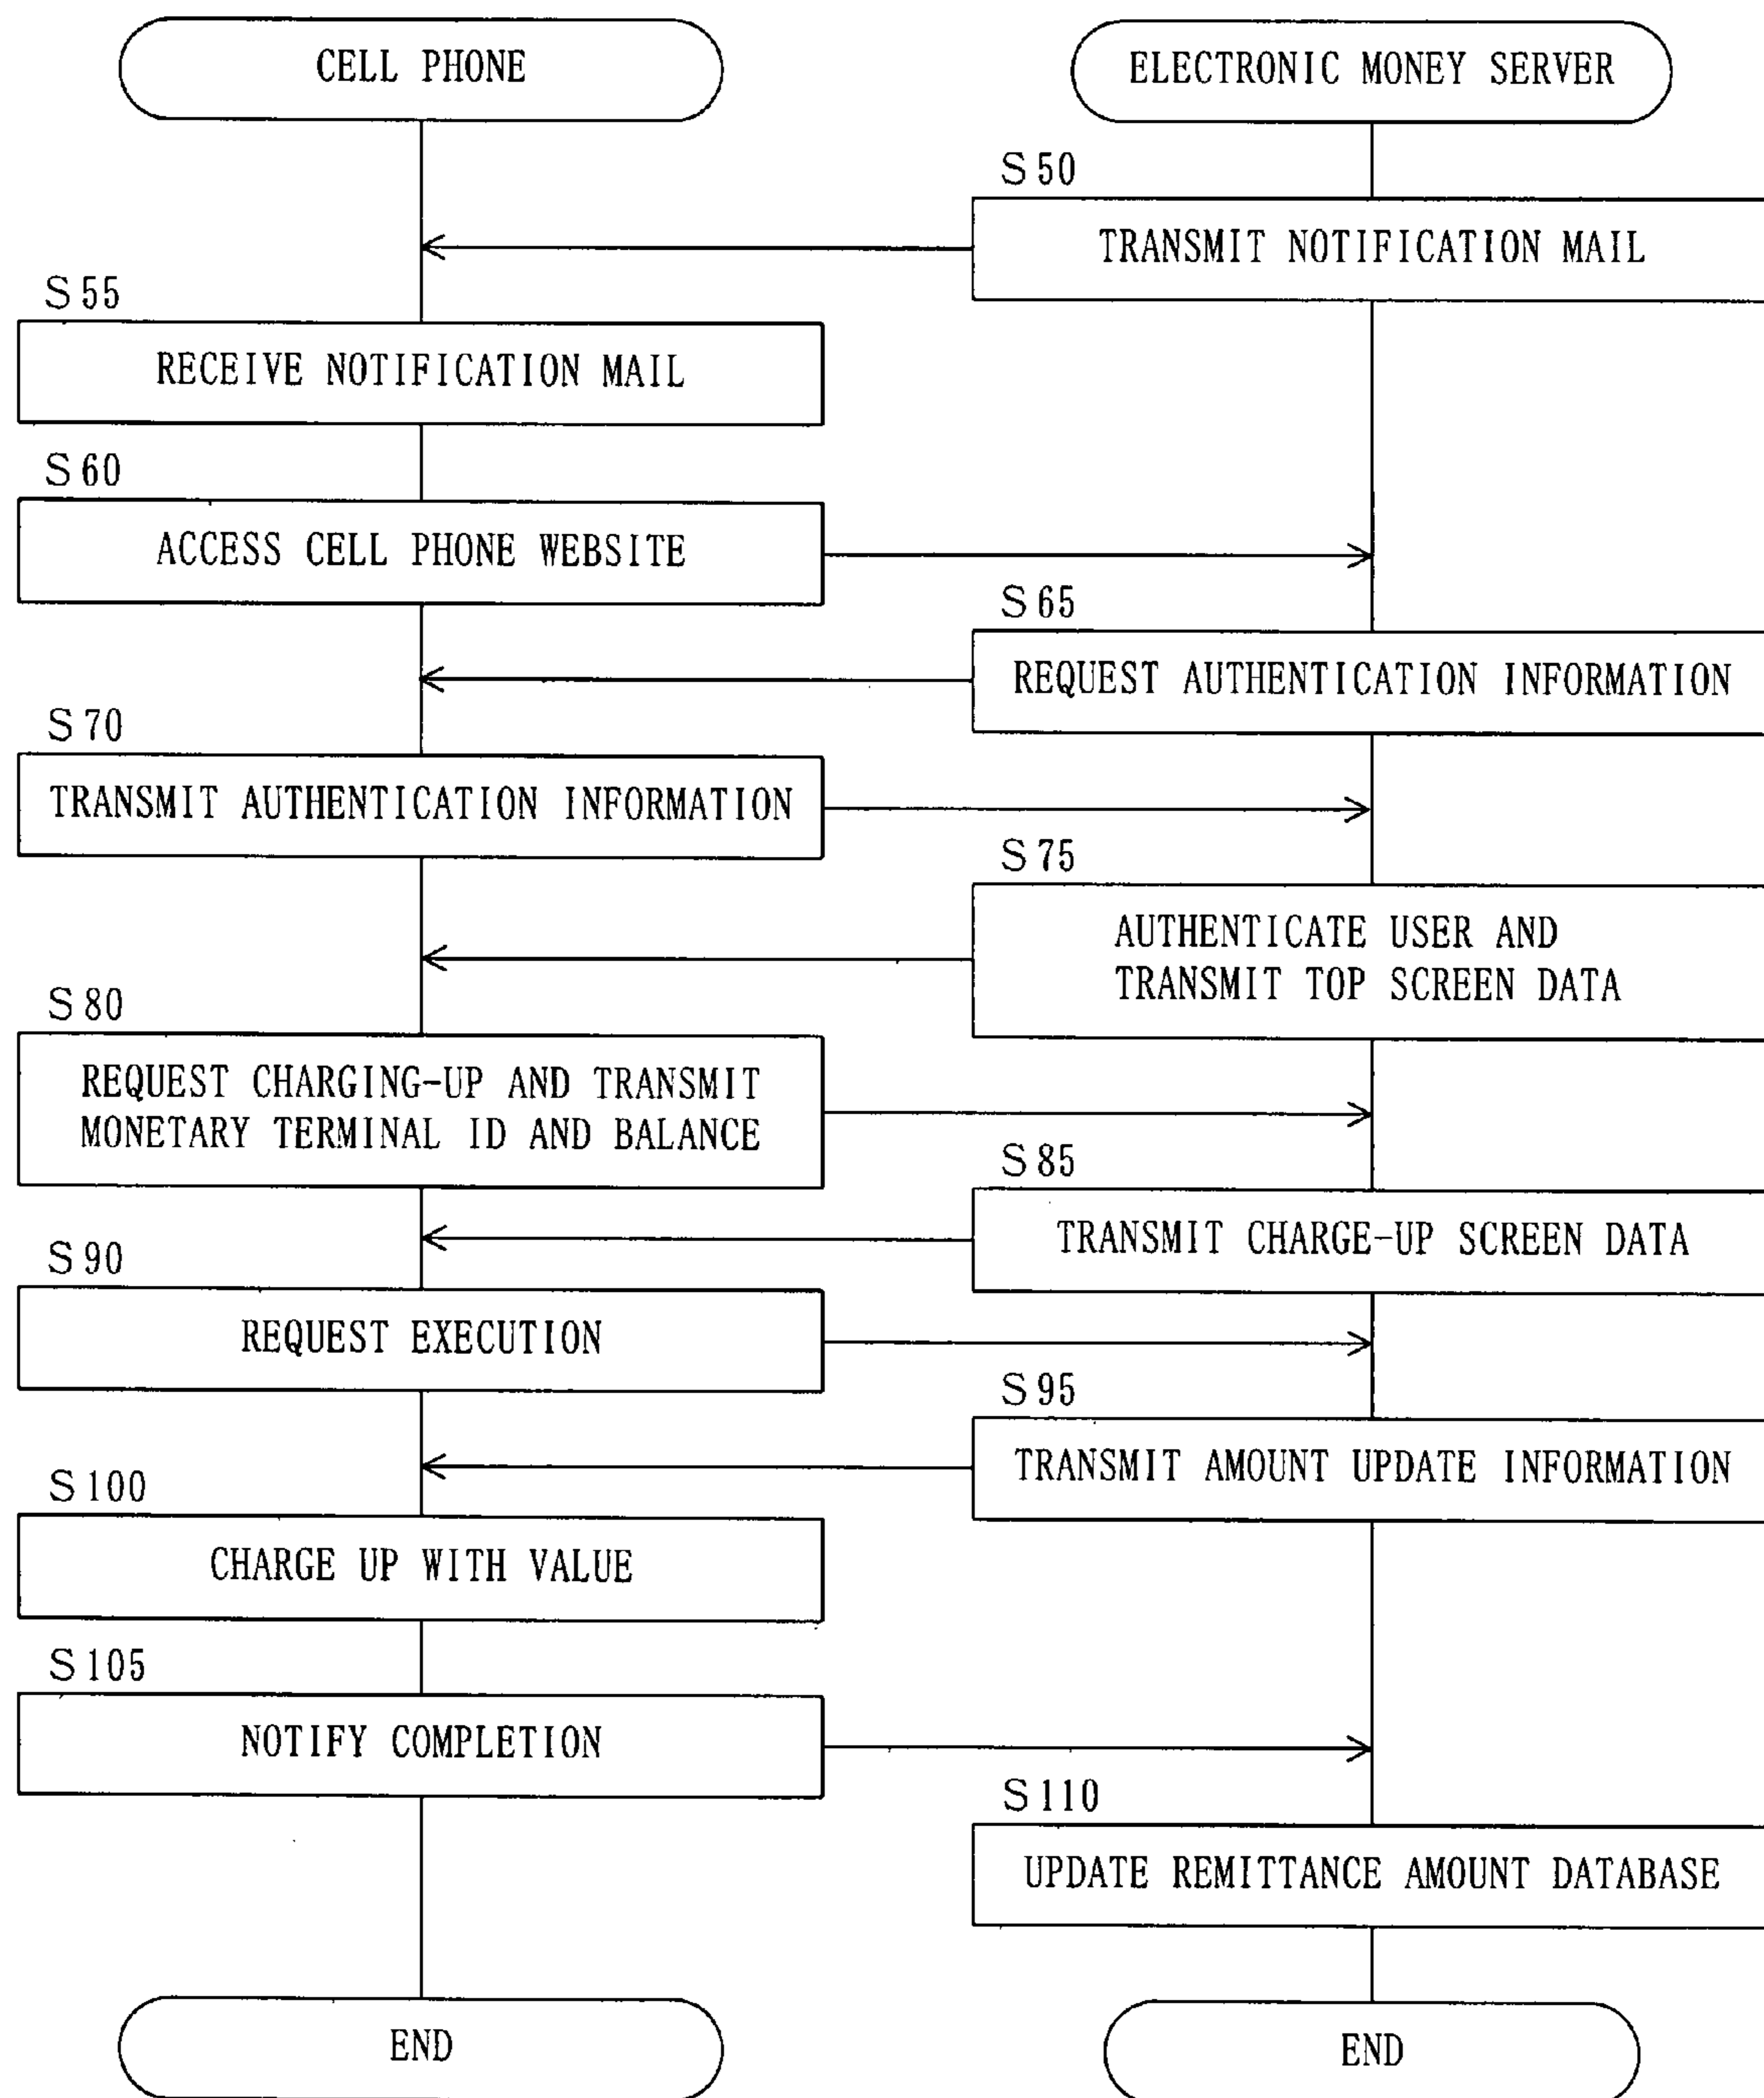 CELL PHONE
ELECTRONIC MONEY SERVER
S50
TRANSMIT NOTIFICATION MAIL
S55
RECEIVE NOTIFICATION MAIL
S60
ACCESS CELL PHONE WEBSITE
S65
REQUEST AUTHENTICATION INFORMATION
S70
TRANSMIT AUTHENTICATION INFORMATION
S75
AUTHENTICATE USER AND
TRANSMIT TOP SCREEN DATA
S80
REQUEST CHARGING-UP AND TRANSMIT
MONETARY TERMINAL ID AND BALANCE
S85
TRANSMIT CHARGE-UP SCREEN DATA
S90
REQUEST EXECUTION
S95
TRANSMIT AMOUNT UPDATE INFORMATION
S100
CHARGE UP WITH VALUE
S105
NOTIFY COMPLETION
S110
UPDATE REMITTANCE AMOUNT DATABASE
END
END